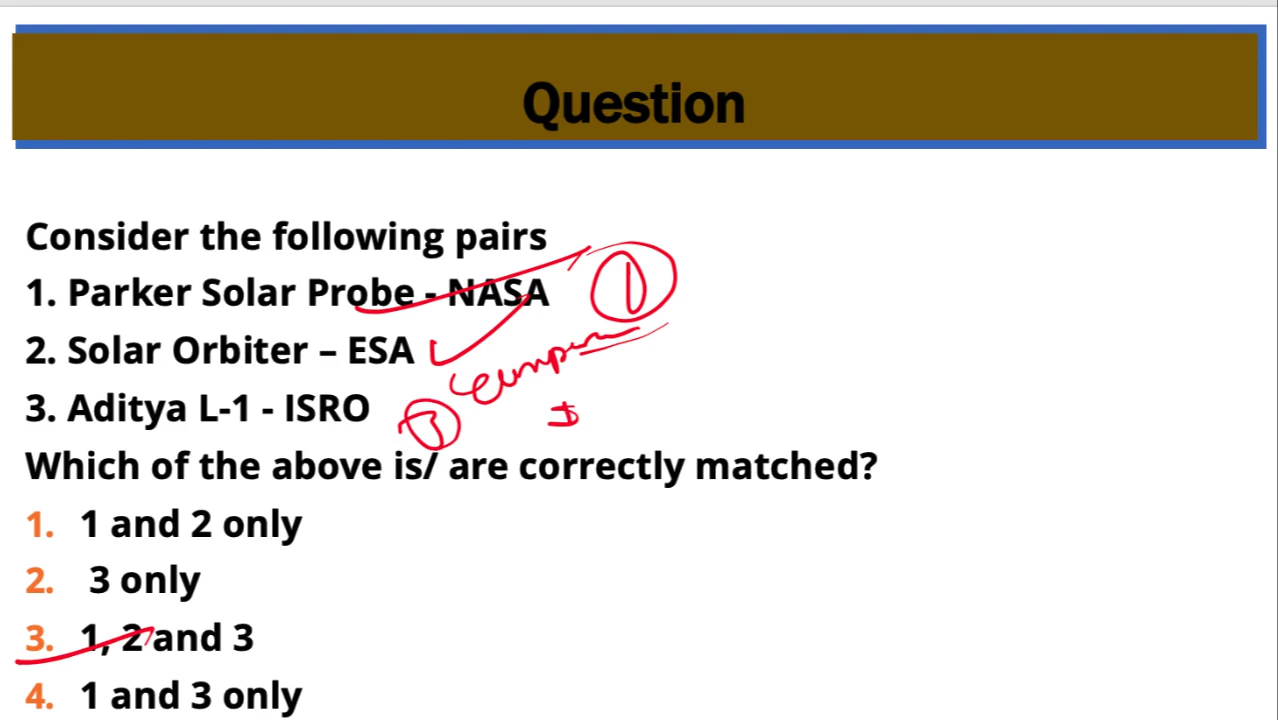 Question
Consider the following pairs
1. Parker Solar Probe - NASA
1
2. Solar Orbiter – ESA
3. Aditya L-1 - ISRO
Which of the above is/ are correctly matched?
1. 1 and 2 only
2. 3 only
3. 1, 2 and 3
4. 1 and 3 only